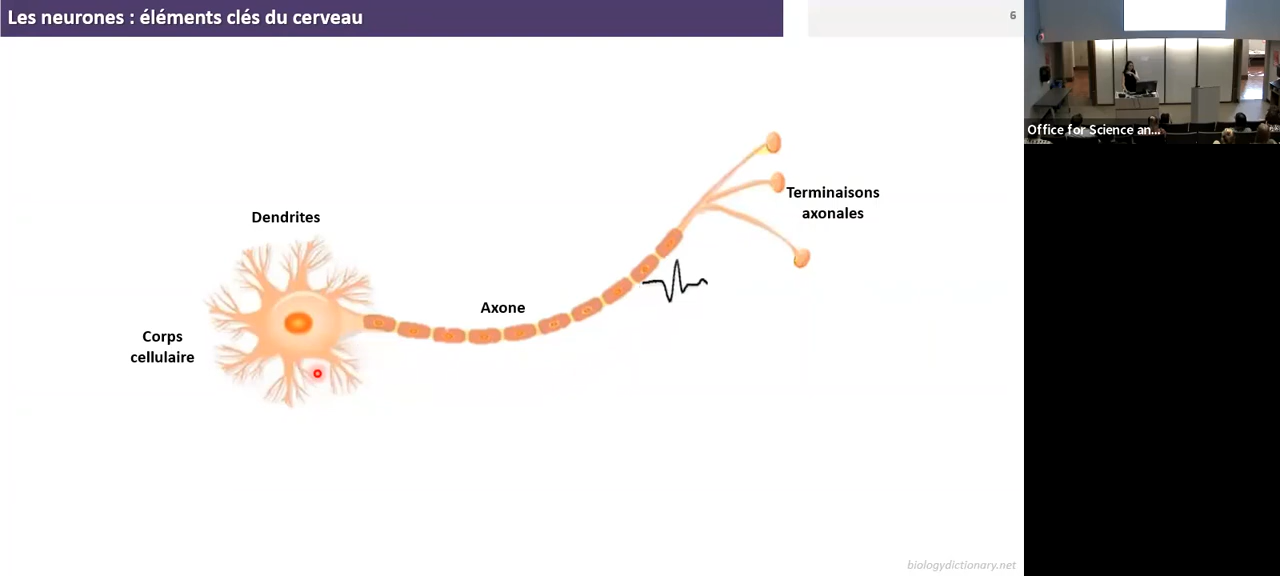 Les neurones : éléments clés du cerveau
6
Office for Science an...
Dendrites
Terminaisons
axonales
Axone
Corps
cellulaire
biologydictionary.net